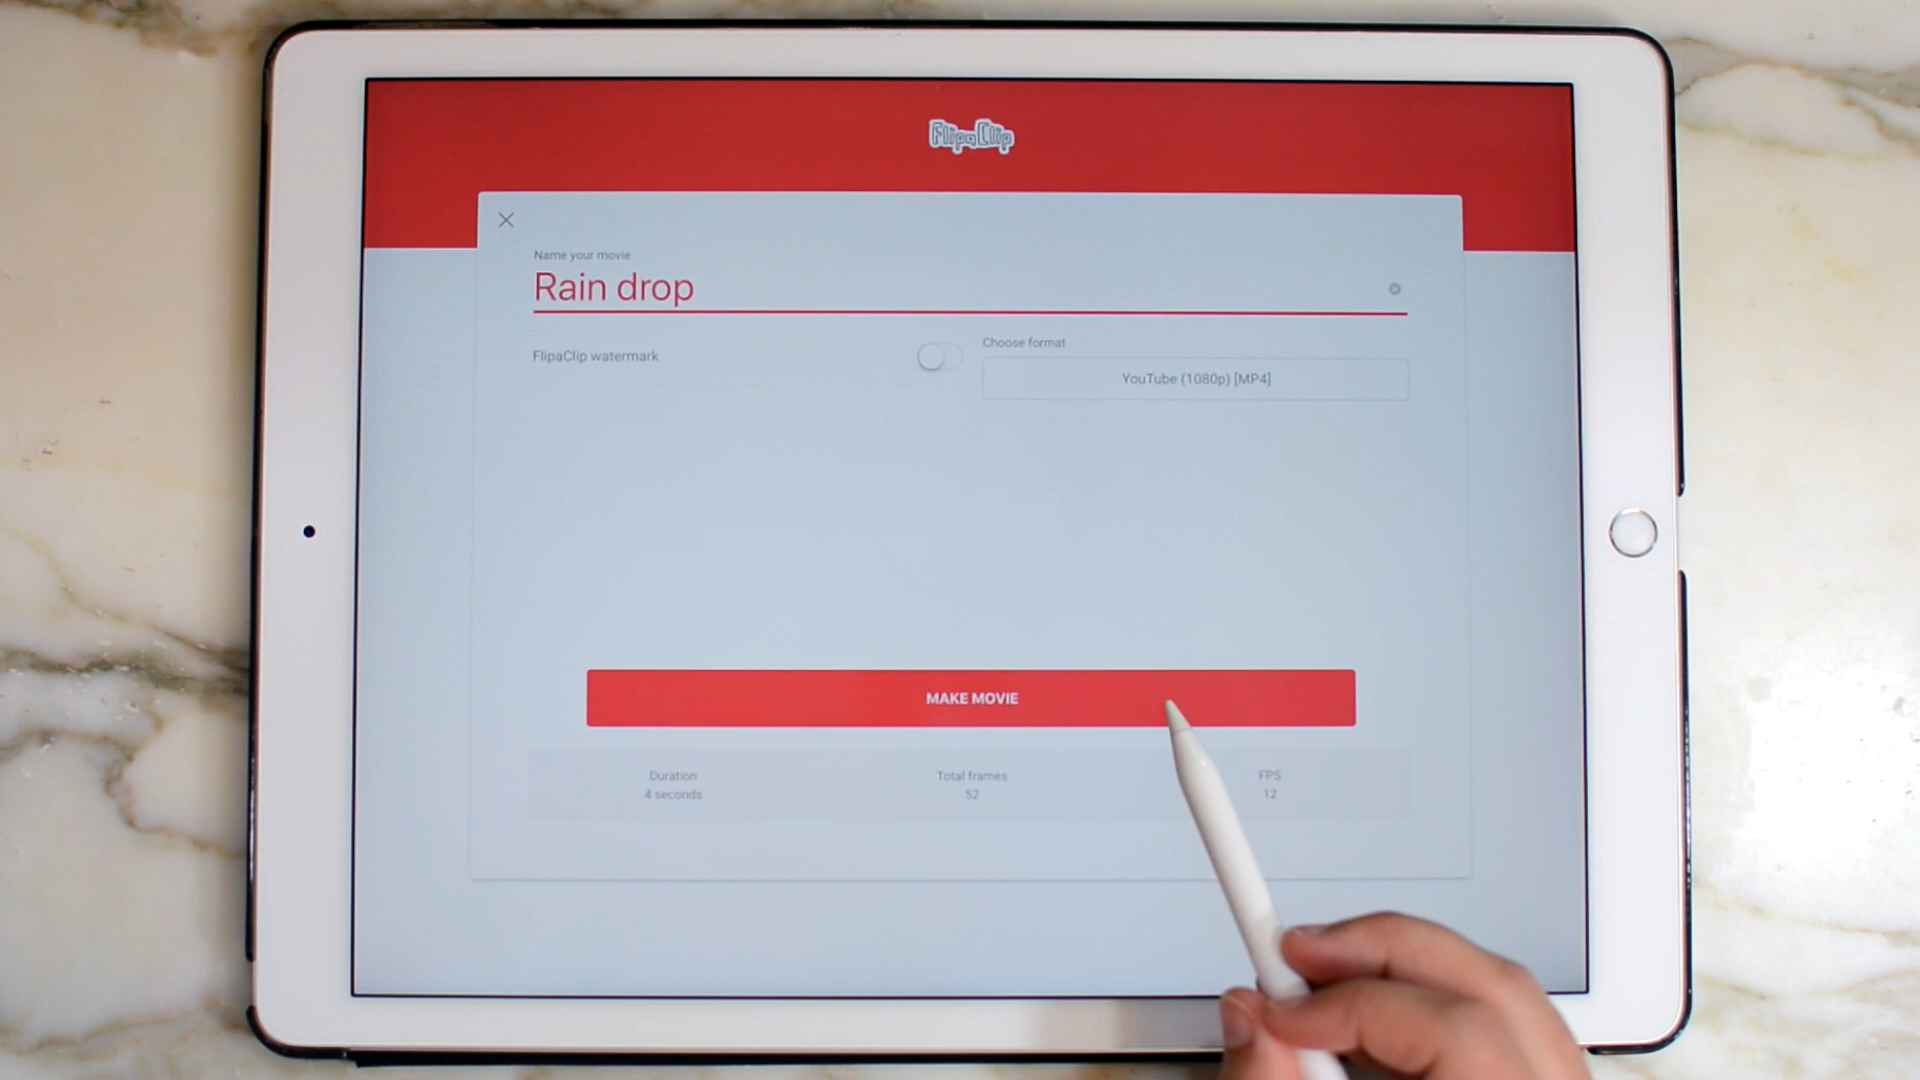 FlipaClip
Name your movie
Rain drop
FlipaClip watermark
Choose format
YouTube (1080p) [MP4]
MAKE MOVIE
Duration
4 seconds
Total frames
52
FPS
12